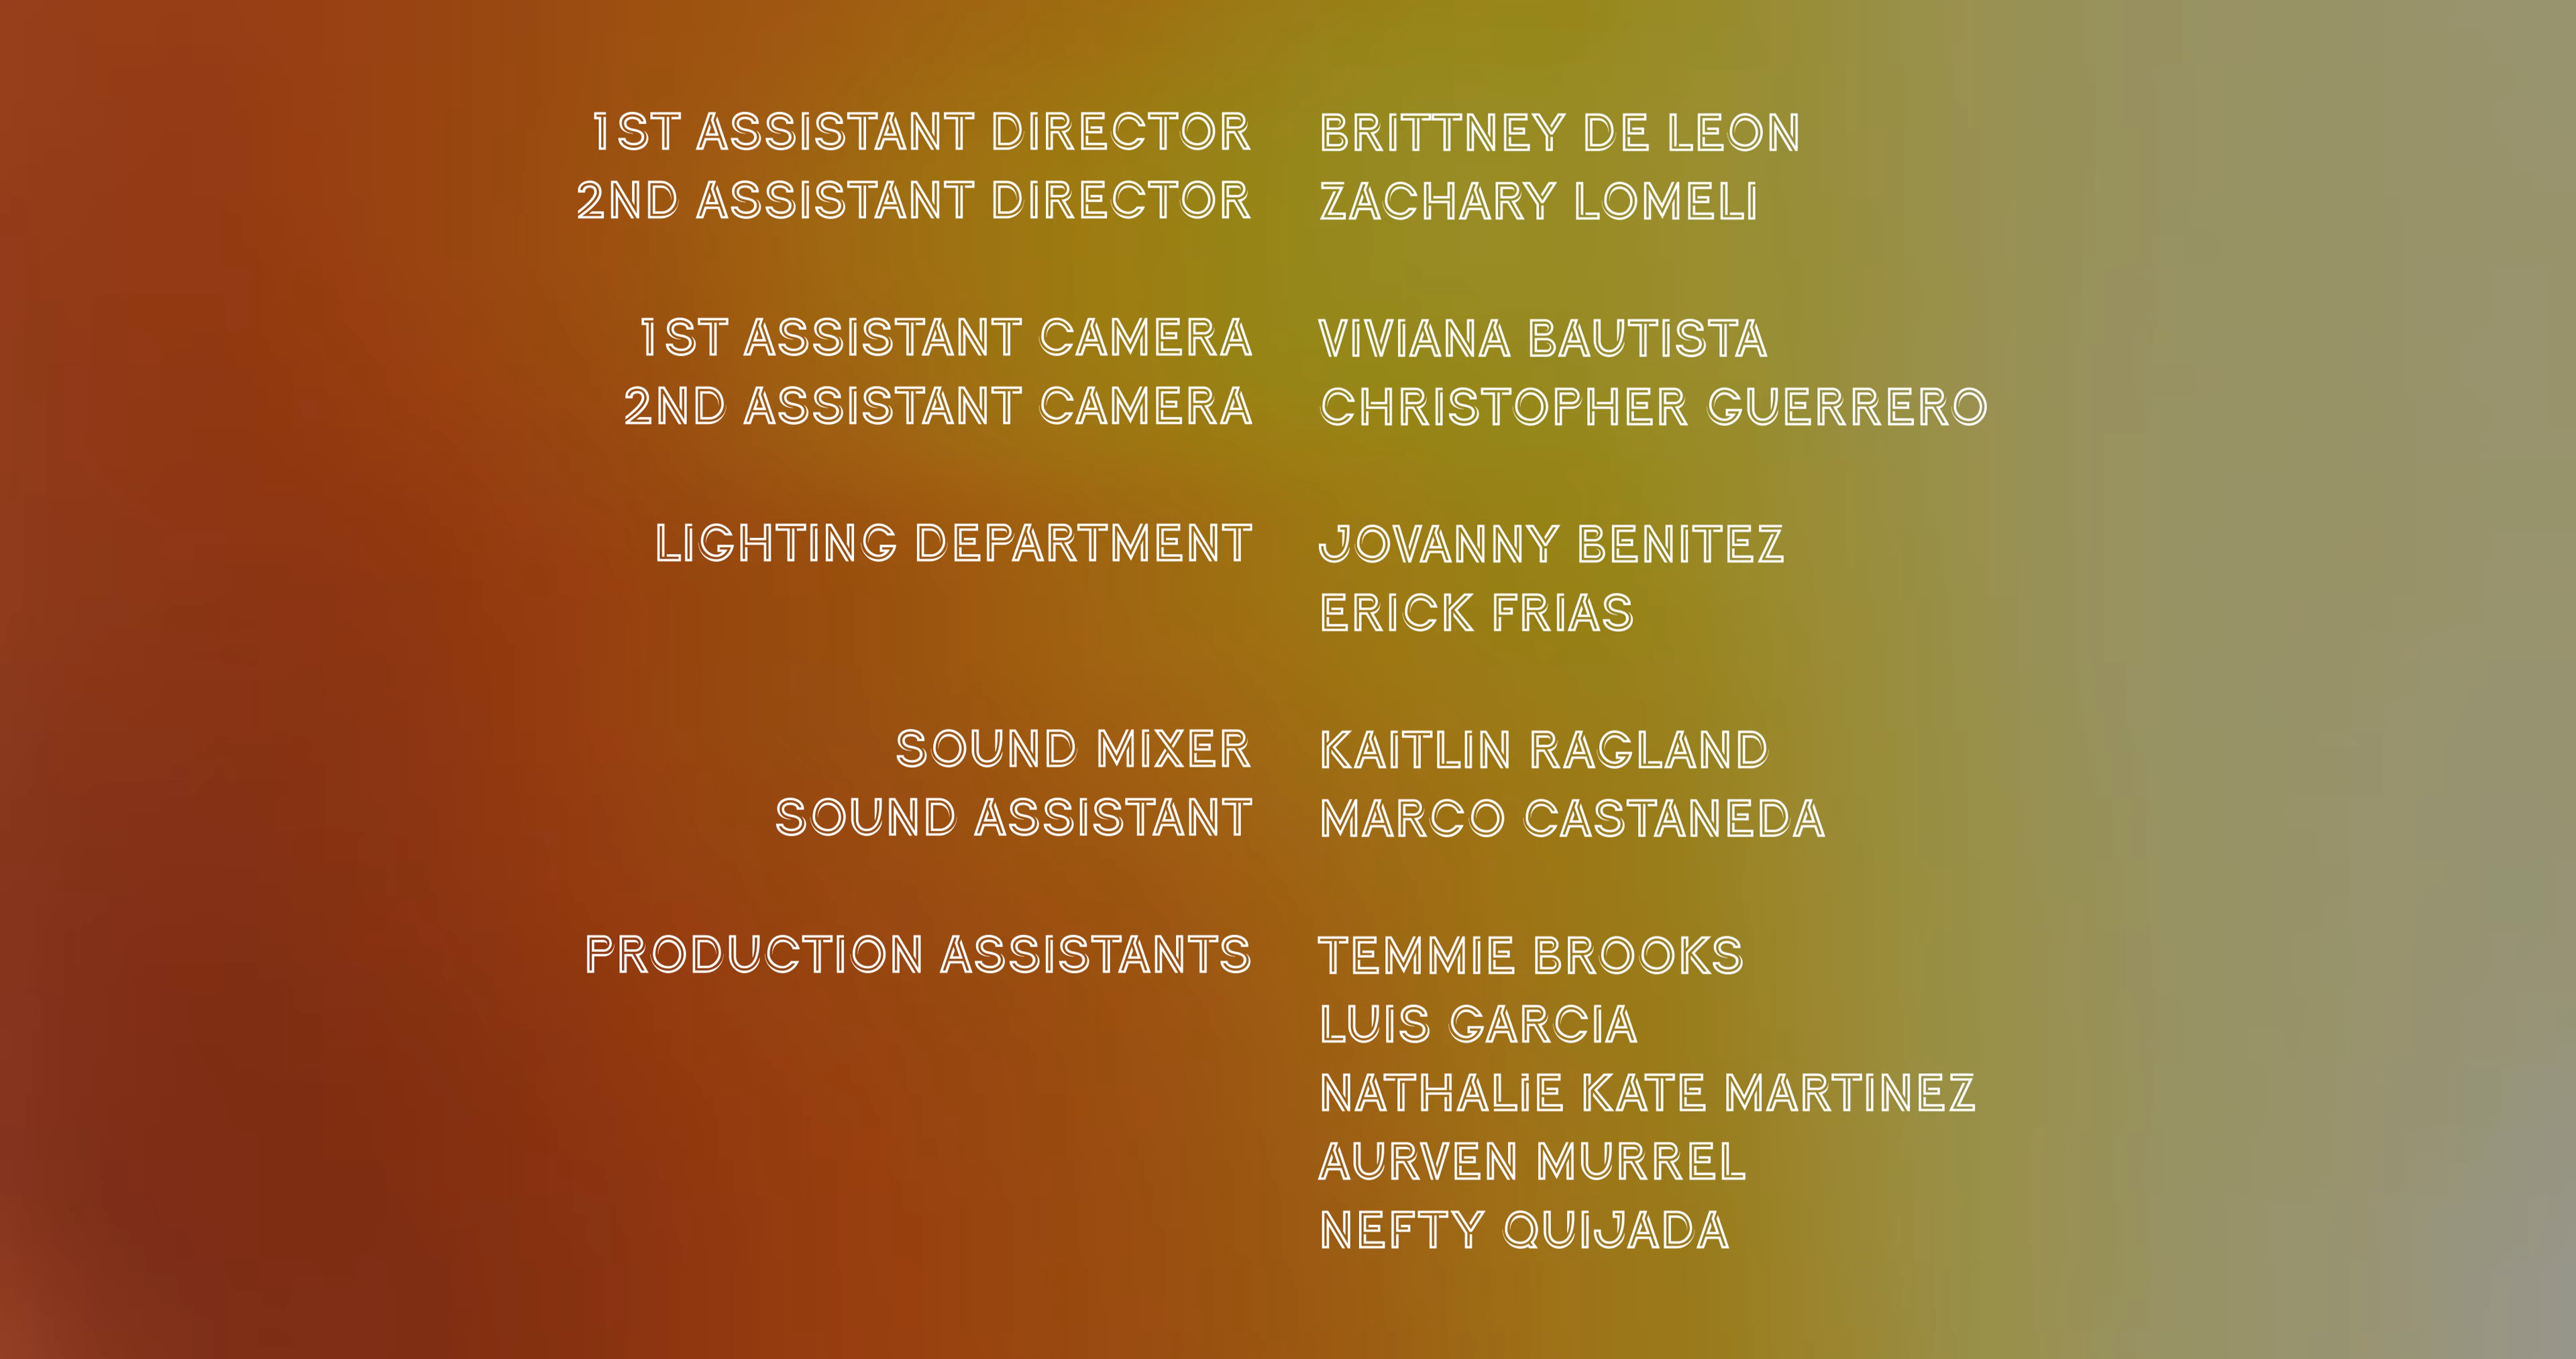 1ST ASSISTANT DIRECTOR BRITTNEY DE LEON
2ND ASSISTANT DIRECTOR ZACHARY LOMELI
1ST ASSISTANT CAMERA VIVIANA BAUTISTA
2ND ASSISTANT CAMERA CHRISTOPHER GUERRERO
LIGHTING DEPARTMENT JOVANNY BENITEZ
ERICK FRIAS
SOUND MIXER KAITLIN RAGLAND
SOUND ASSISTANT MARCO CASTANEDA
PRODUCTION ASSISTANTS TEMMIE BROOKS
LUIS GARCIA
NATHALIE KATE MARTINEZ
AURVEN MURREL
NEFTY QUIJADA